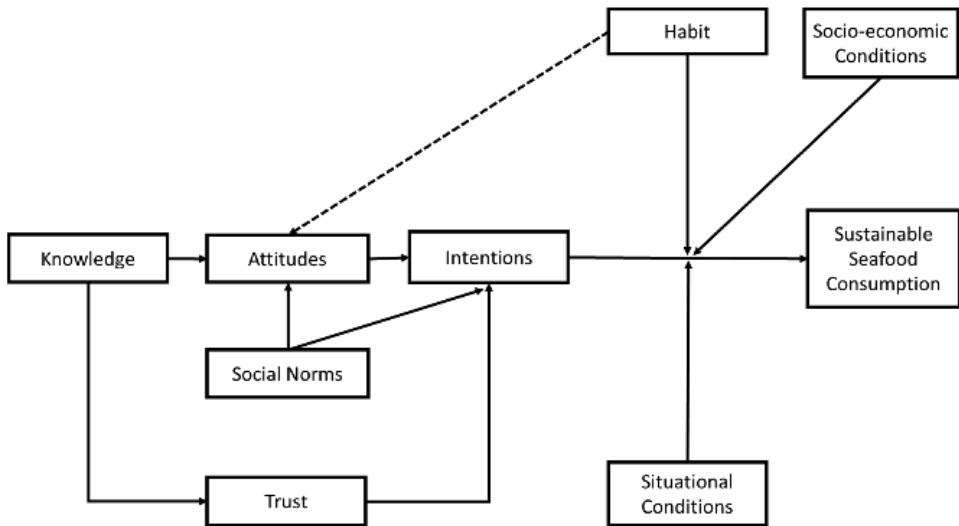 Habit
Socio-economic
Conditions
Knowledge
Attitudes
Intentions
Sustainable
Seafood
Consumption
Social Norms
Trust
Situational
Conditions